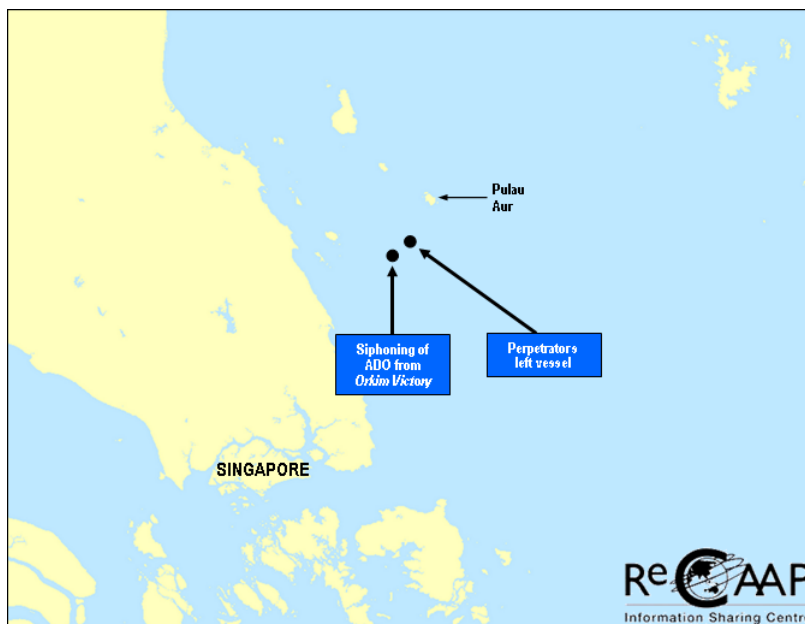 Pulau
Aur
Siphoning of
ADO from
Orkim Victory
Perpetrators
left vessel
SINGAPORE
ReCAAP
Information Sharing Centre